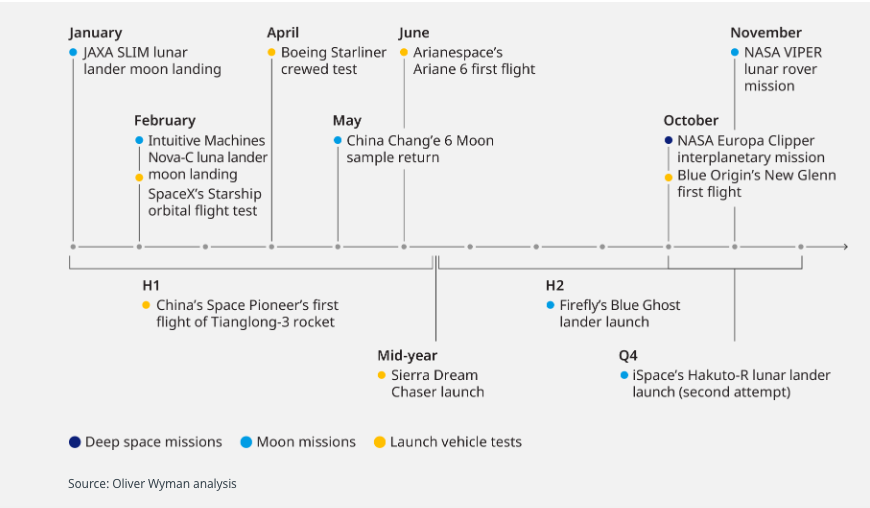 January
JAXA SLIM lunar
lander moon landing
February
Intuitive Machines
Nova-C luna lander
moon landing
SpaceX's Starship
orbital flight test
April
Boeing Starliner
crewed test
May
China Chang'e 6 Moon
sample return
June
Arianespace's
Ariane 6 first flight
October
NASA Europa Clipper
interplanetary mission
Blue Origin's New Glenn
first flight
November
NASA VIPER
lunar rover
mission
H1
China's Space Pioneer's first
flight of Tianglong-3 rocket
Mid-year
Sierra Dream
Chaser launch
H2
Firefly's Blue Ghost
lander launch
Q4
iSpace's Hakuto-R lunar lander
launch (second attempt)
Deep space missions
Moon missions
Launch vehicle tests
Source: Oliver Wyman analysis